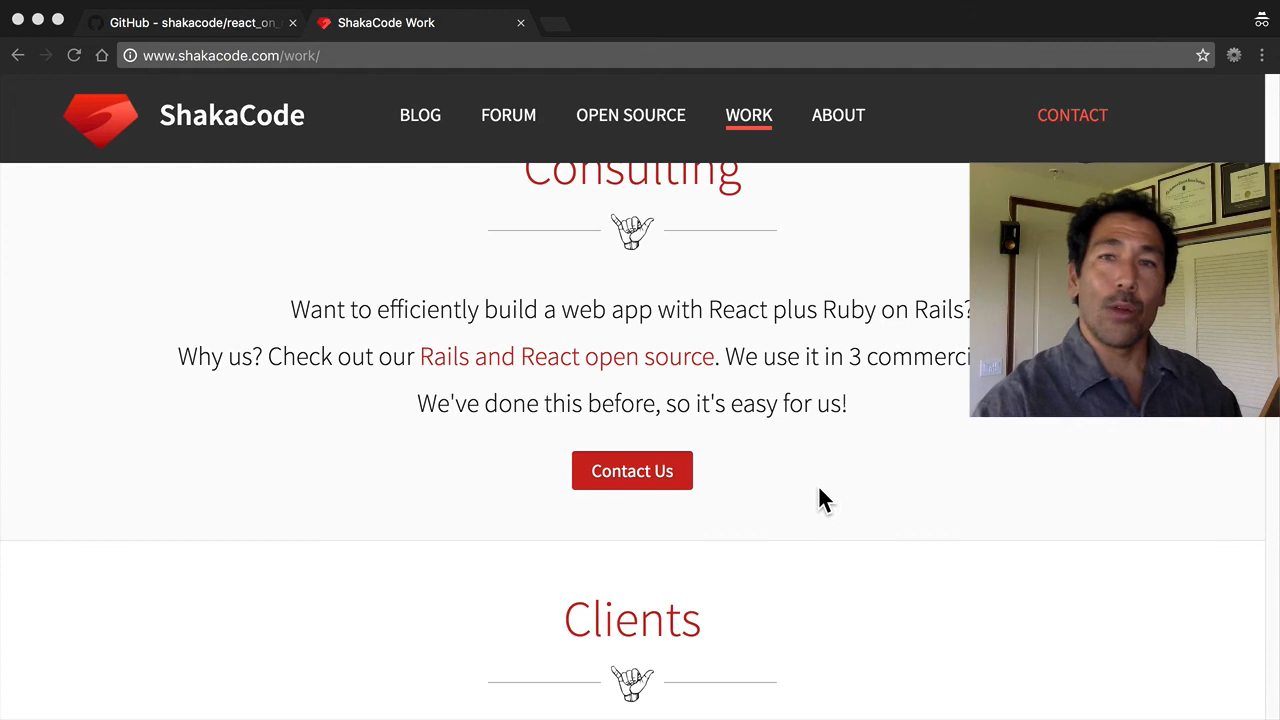 GitHub - shakacode/react_on_
ShakaCode Work
www.shakacode.com/work/
ShakaCode
BLOG
FORUM
OPEN SOURCE
WORK
ABOUT
CONTACT
Consulting
Want to efficiently build a web app with React plus Ruby on Rails?
Why us? Check out our Rails and React open source. We use it in 3 commerci
We've done this before, so it's easy for us!
Contact Us
Clients